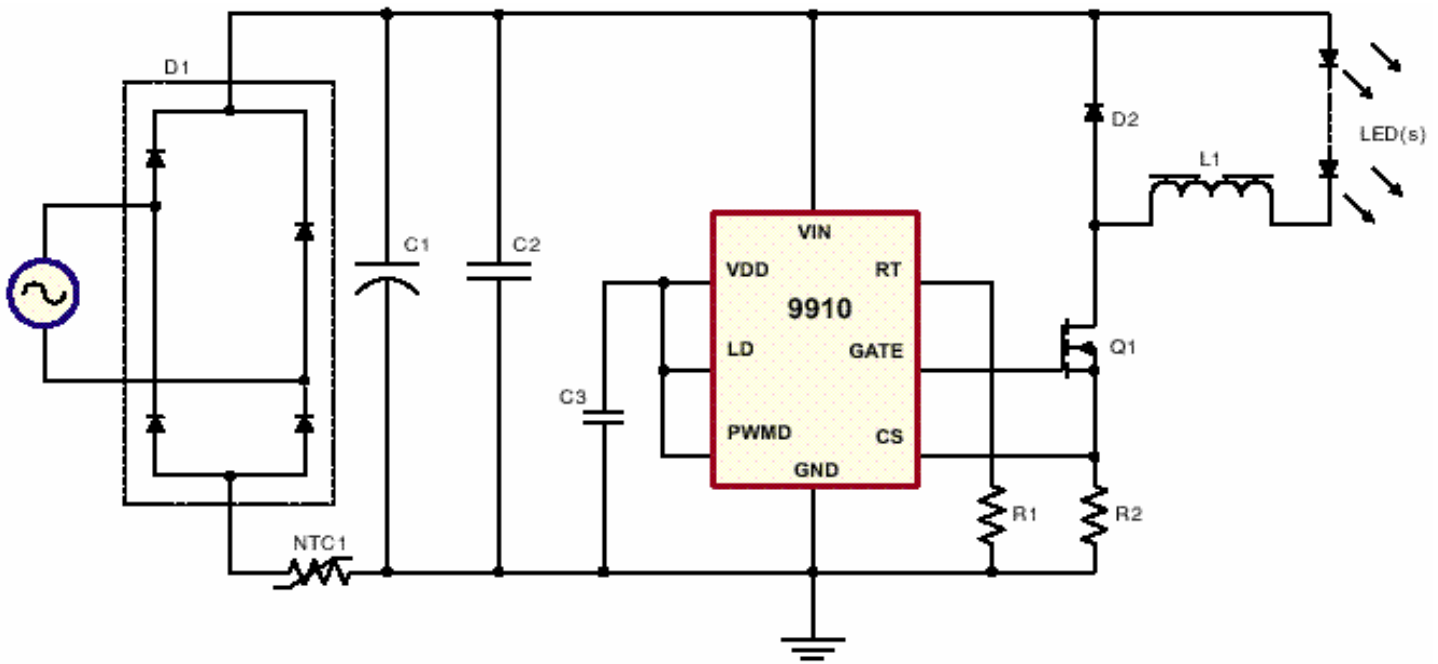 D1
D2
LED(s)
L1
C1
C2
VIN
VDD
RT
9910
LD
GATE
Q1
C3
PWMD
CS
GND
R1
R2
NTC1